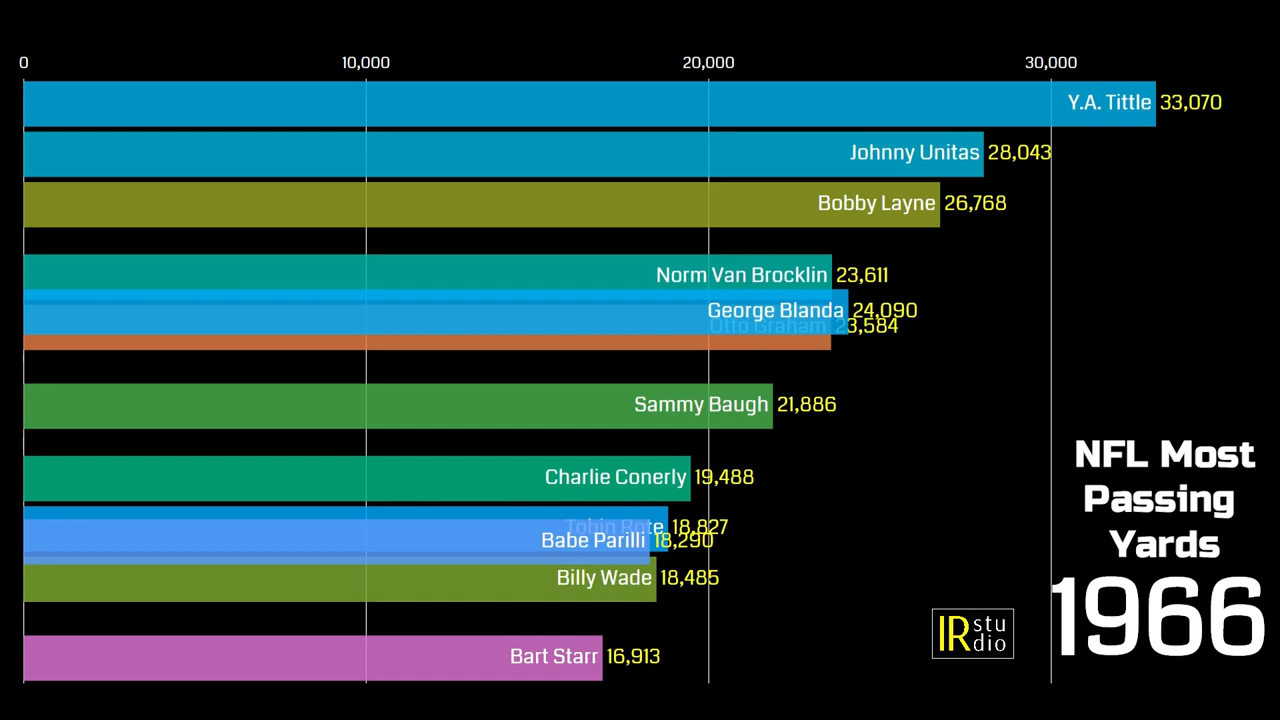 0 10,000 20,000 30,000
Y.A. Tittle 33,070
Johnny Unitas 28,043
Bobby Layne 26,768
Norm Van Brocklin 23,611
George Blanda 24,090
Otto Graham 23,584
Sammy Baugh 21,886
Charlie Conerly 19,488
Tobin Rote 18,827
Babe Parilli 18,290
Billy Wade 18,485
Bart Starr 16,913
NFL Most
Passing
Yards
1966
IR stu
dio